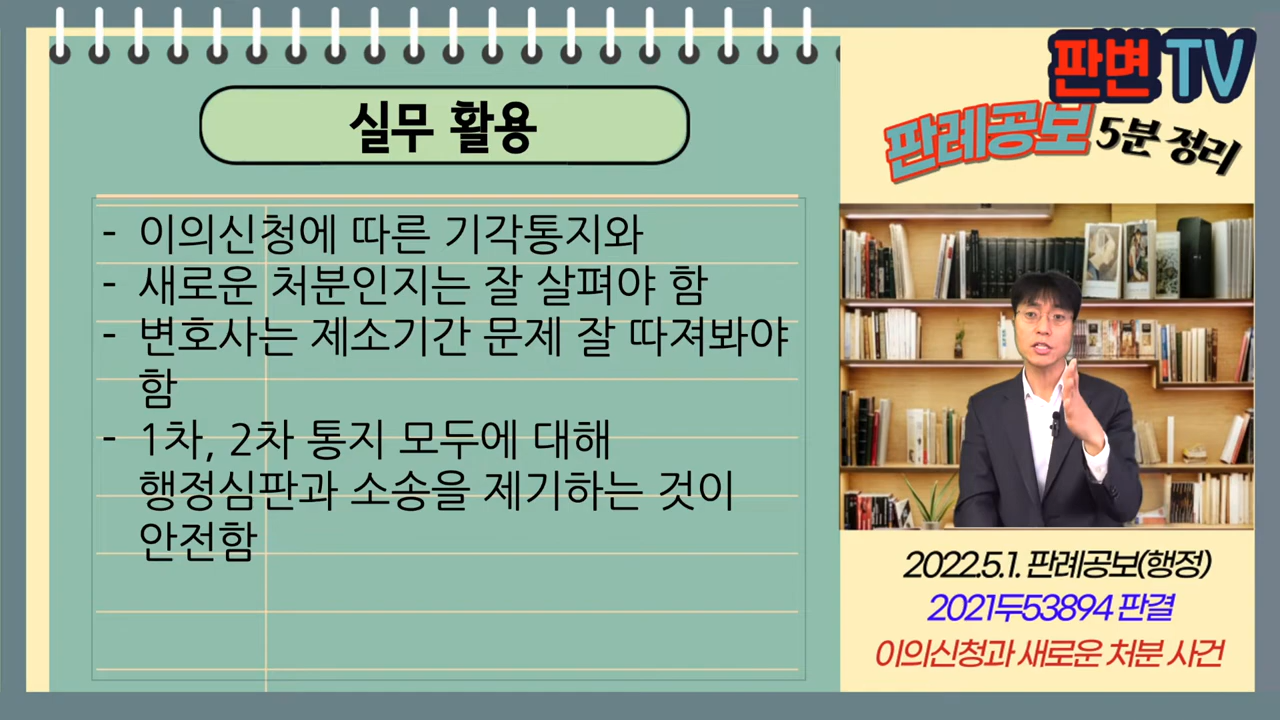 실무 활용
- 이의신청에 따른 기각통지와
- 새로운 처분인지는 잘 살펴야 함
- 변호사는 제소기간 문제 잘 따져봐야
함
- 1차, 2차 통지 모두에 대해
행정심판과 소송을 제기하는 것이
안전함
판변 TV
판례공보 5분 정리
2022.5.1. 판례공보(행정)
2021두53894 판결
이의신청과 새로운 처분 사건